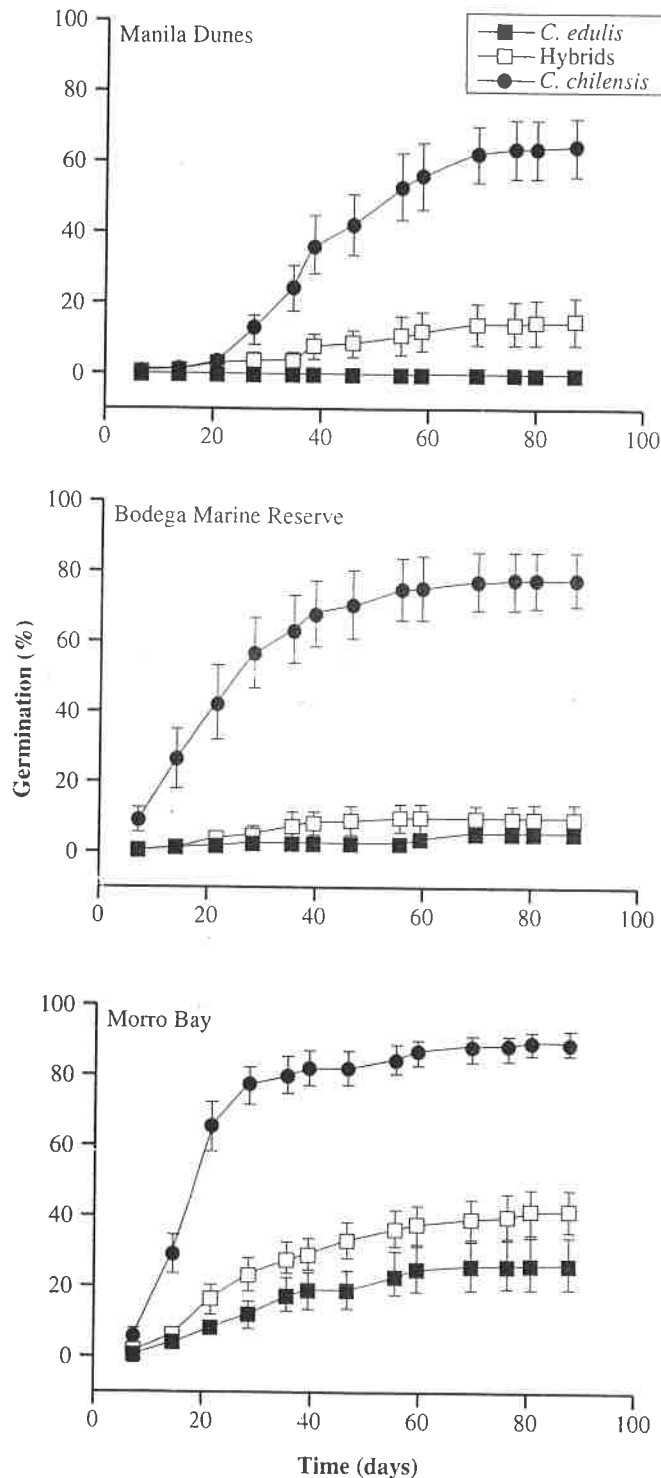 100
80
60
40
20
0
Manila Dunes
C. edulis
Hybrids
C. chilensis
0 20 40 60 80 100
Germination (%)
100
80
60
40
20
0
Bodega Marine Reserve
0 20 40 60 80 100
100
80
60
40
20
0
Morro Bay
0 20 40 60 80 100
Time (days)